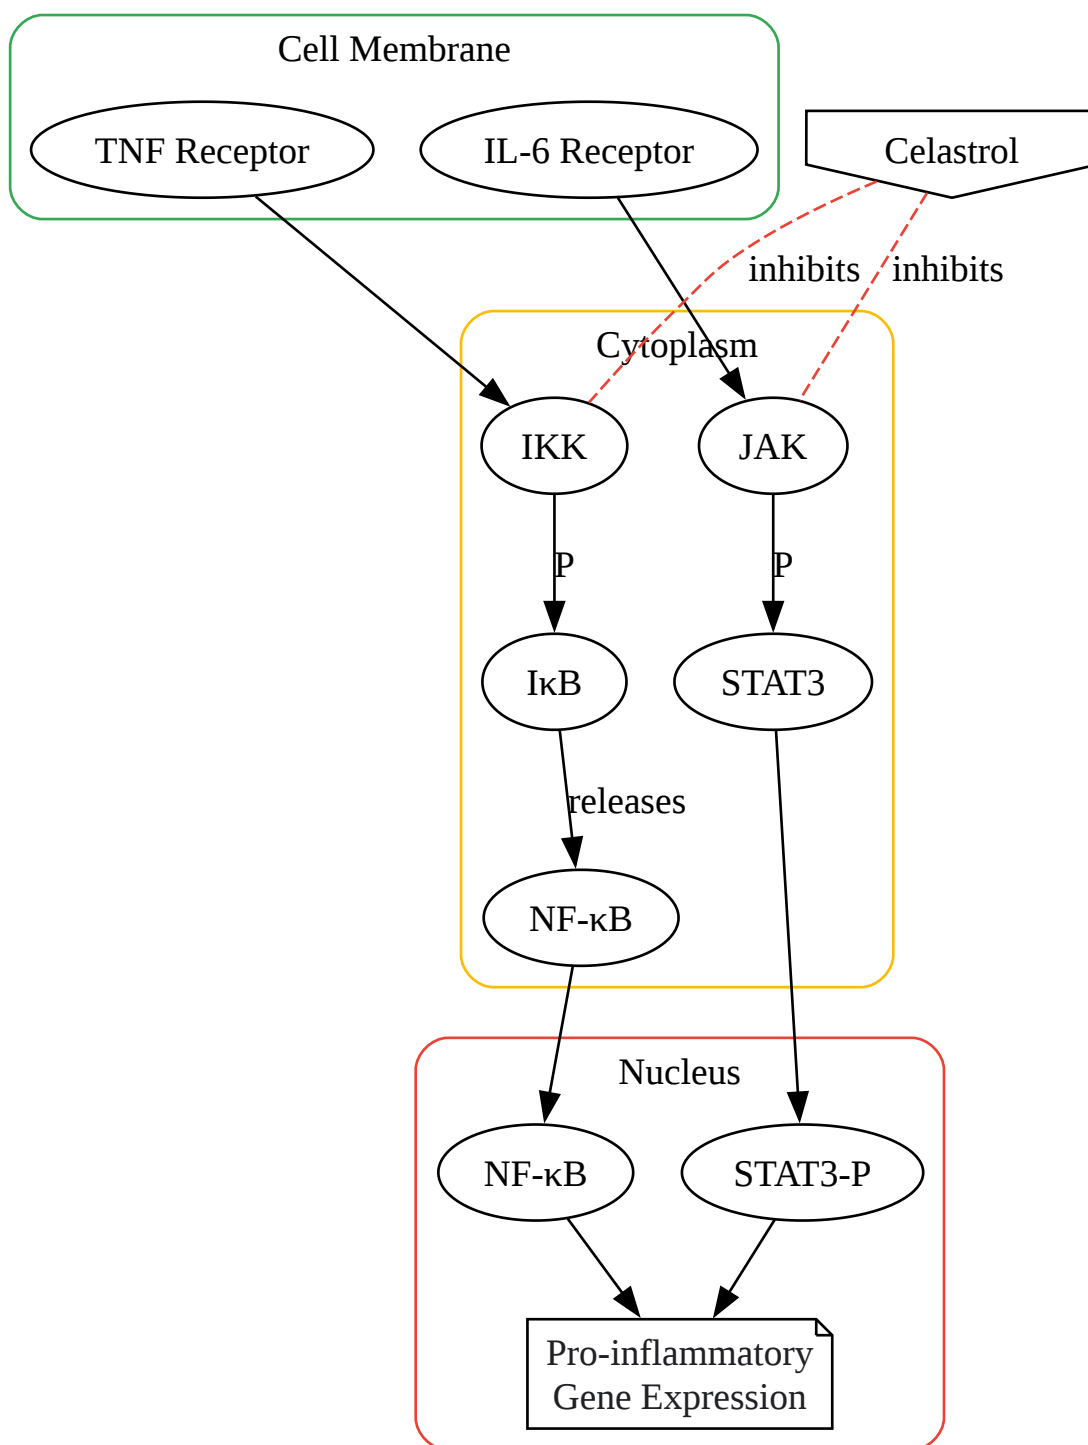 Cell Membrane
TNF Receptor
IL-6 Receptor
Celastrol
inhibits
inhibits
Cytoplasm
IKK
JAK
P
P
IκB
STAT3
releases
NF-κB
Nucleus
NF-κB
STAT3-P
Pro-inflammatory
Gene Expression